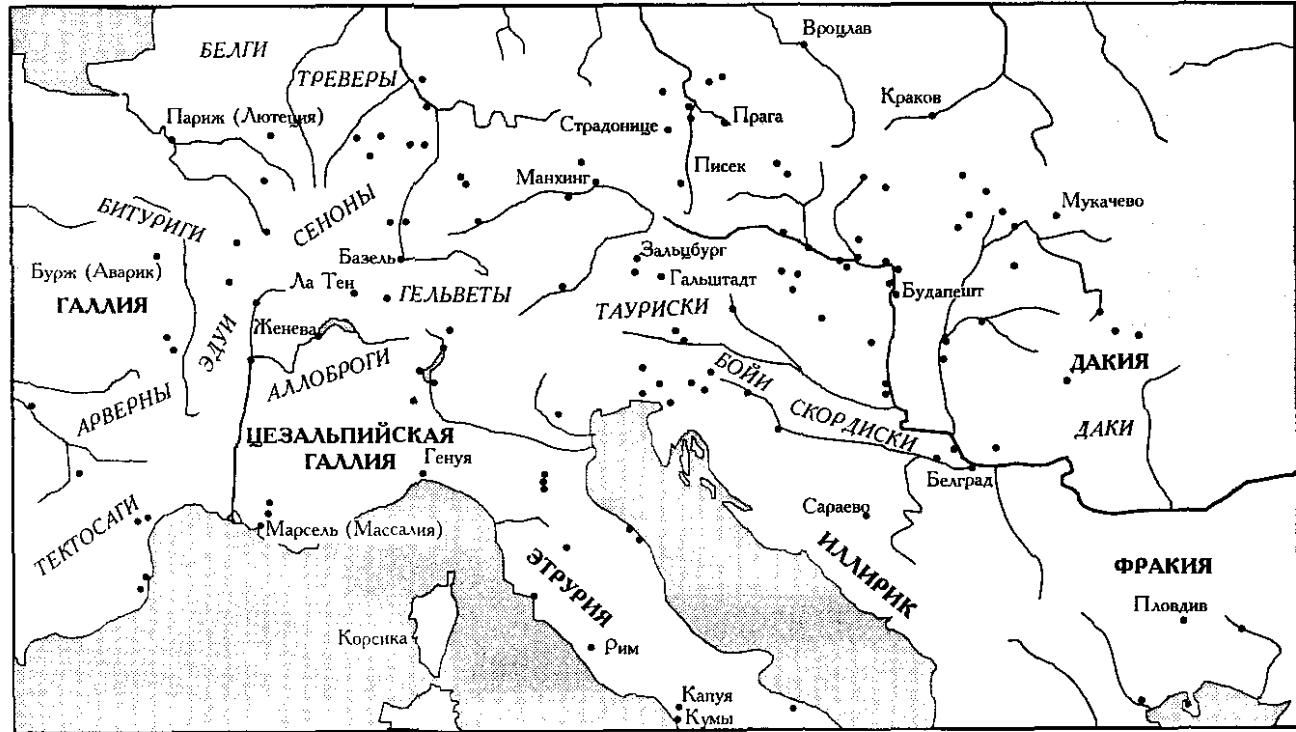 Вроцлав
БЕЛГИ
ТРЕВЕРЫ
Краков
Париж (Лютеция)
Страдонице
Прага
Писек
Манхинг
Мукачево
БИТУРИГИ
СЕНОНЫ
Базель
Зальцбург
Бурж (Аварик)
Ла Тен
Гальштадт
ГАЛЛИЯ
ГЕЛЬВЕТЫ
Будапешт
ТАУРИСКИ
Женева
ЭДУИ
АЛЛОБРОГИ
БОЙИ
ДАКИЯ
АРВЕРНЫ
СКОРДИСКИ
ДАКИ
ЦЕЗАЛЬПИЙСКАЯ
ГАЛЛИЯ
Генуя
Белград
Сараево
ТЕКТОСАГИ
Марсель (Массалия)
ЭТРУРИЯ
ИЛЛИРИК
ФРАКИЯ
Пловдив
Корсика
Рим
Капуя
Кумы